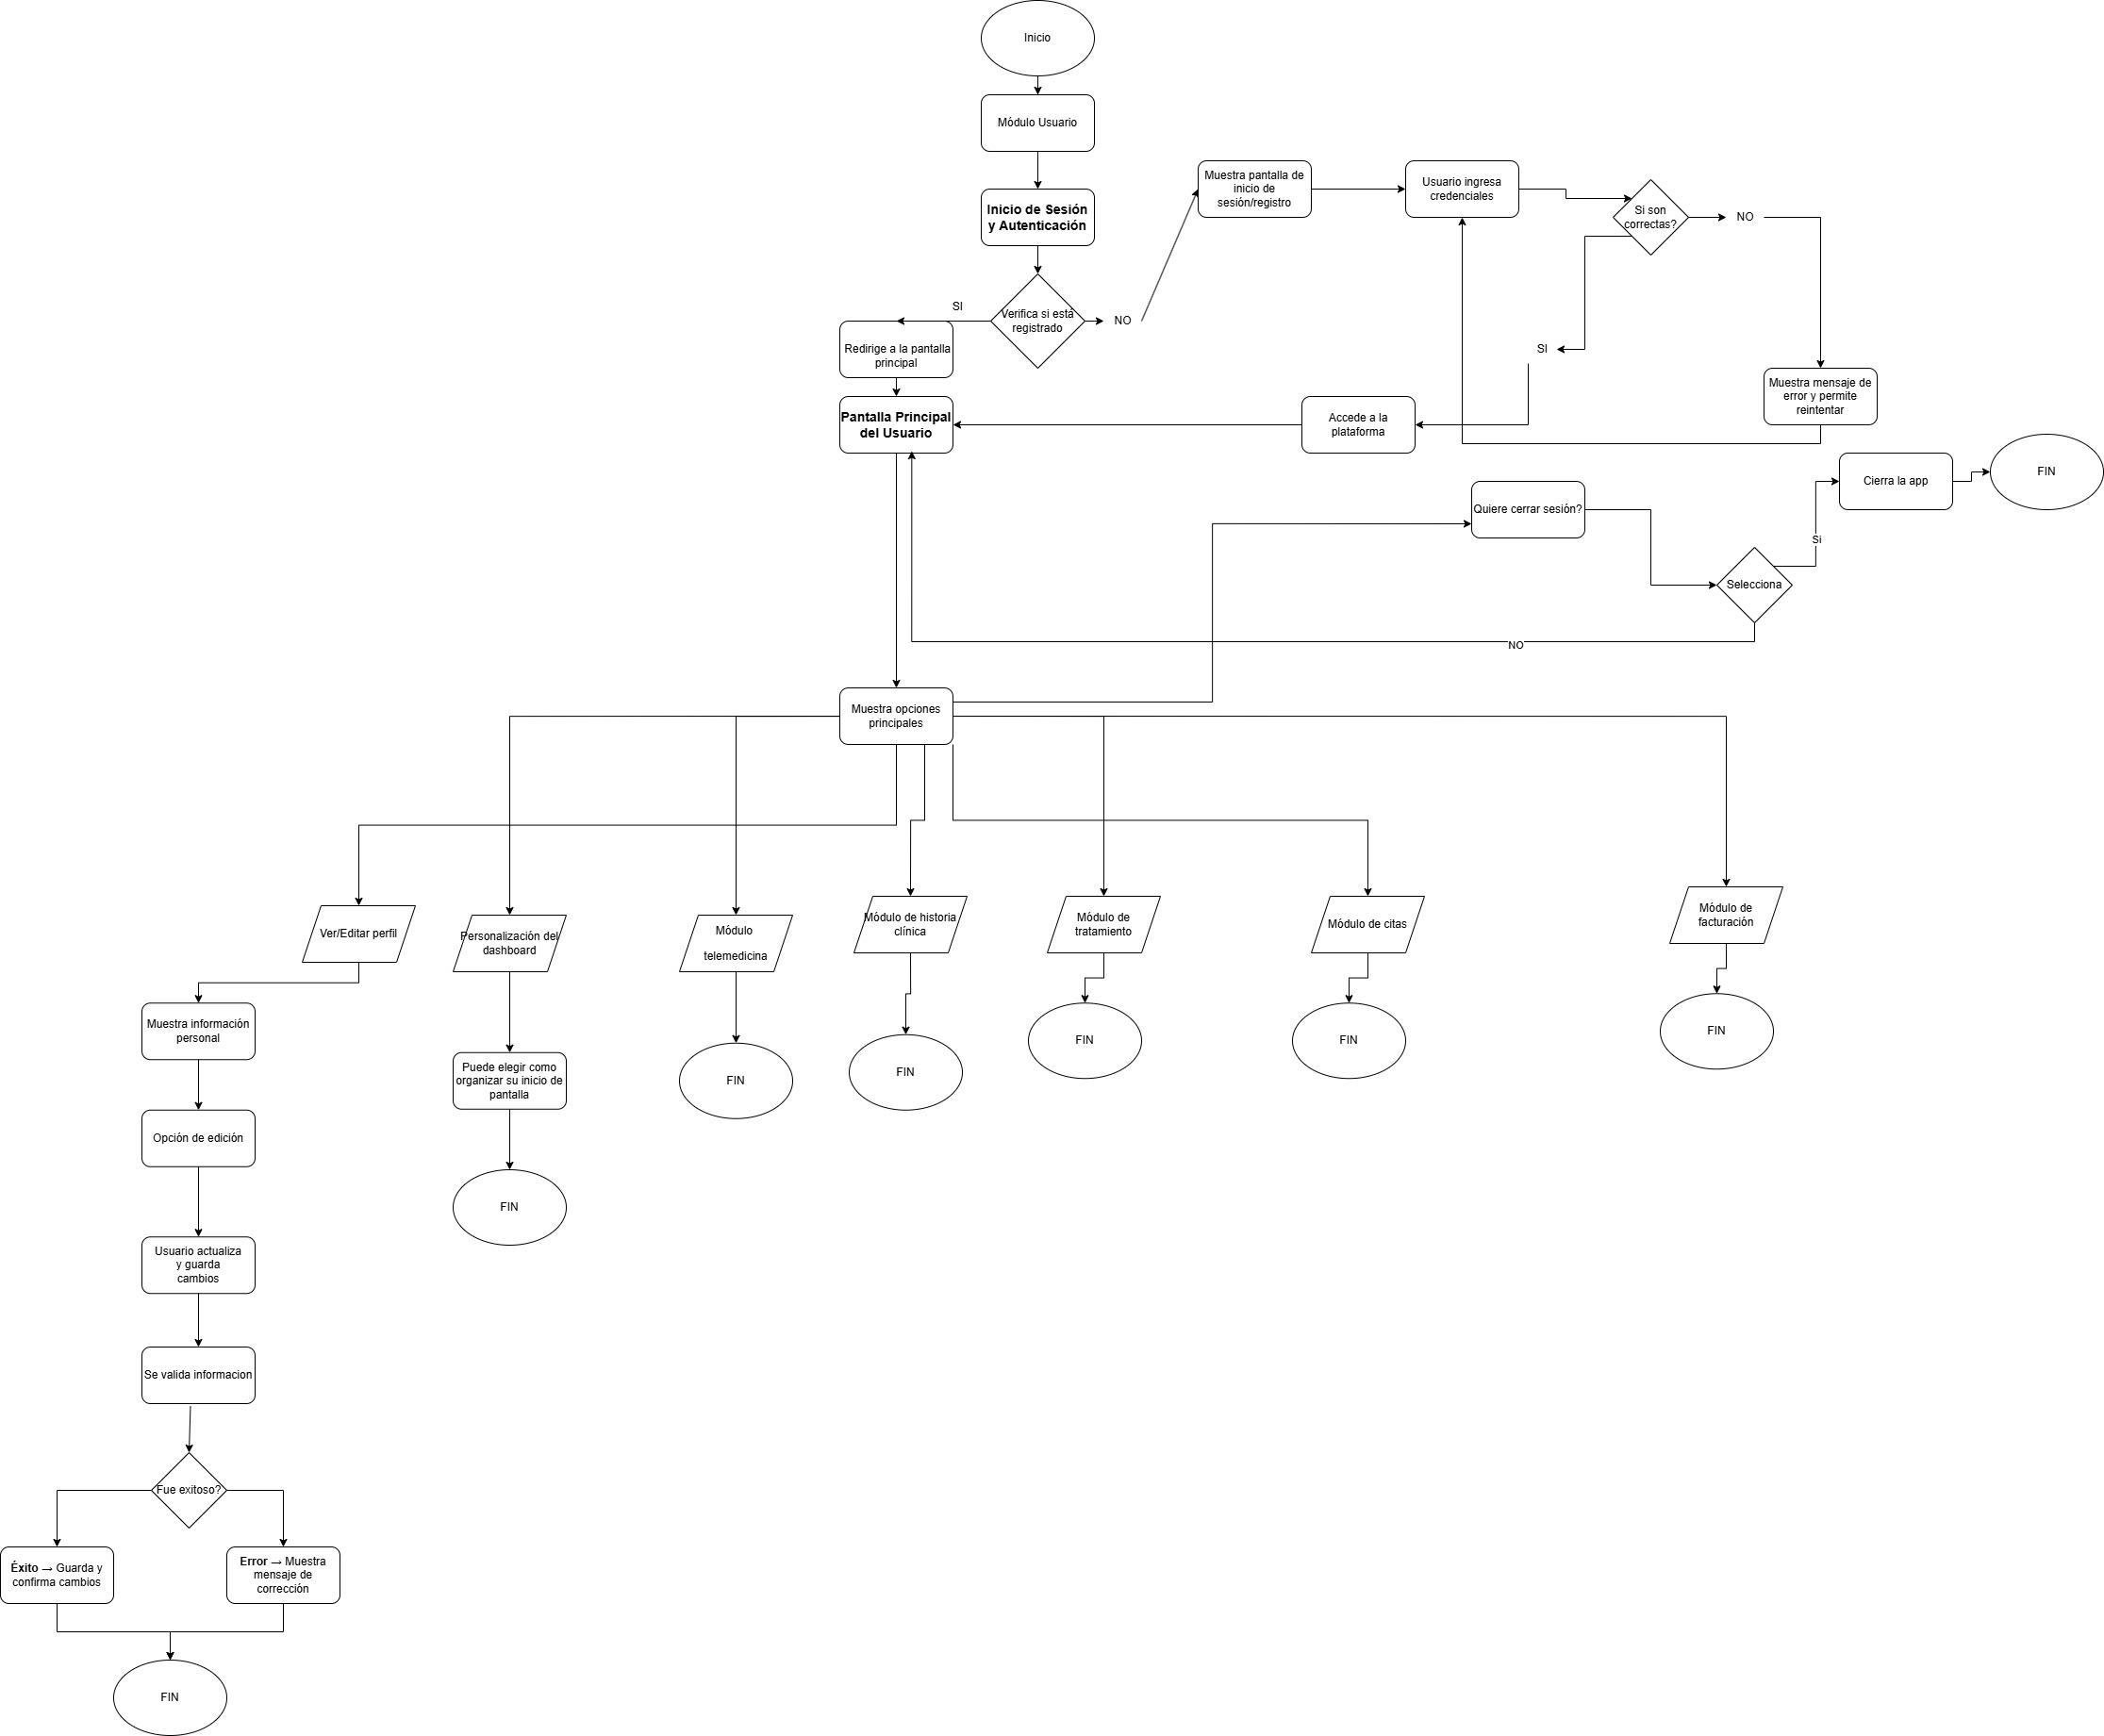 Inicio
Módulo Usuario
Inicio de Sesión
y Autenticación
Verifica si está
registrado
SI
NO
Muestra pantalla de
inicio de
sesión/registro
Usuario ingresa
credenciales
Si son
correctas?
NO
SI
Muestra mensaje de
error y permite
reintentar
Accede a la
plataforma
Redirige a la pantalla
principal
Pantalla Principal
del Usuario
Quiere cerrar sesión?
Selecciona
Si
Cierra la app
FIN
NO
Muestra opciones
principales
Ver/Editar perfil
Personalización del
dashboard
Módulo
telemedicina
Módulo de historia
clínica
Módulo de
tratamiento
Módulo de citas
Módulo de
facturación
Muestra información
personal
Puede elegir como
organizar su inicio de
pantalla
FIN
FIN
FIN
FIN
FIN
Opción de edición
FIN
Usuario actualiza
y guarda
cambios
Se valida informacion
Fue exitoso?
Éxito → Guarda y
confirma cambios
Error → Muestra
mensaje de
corrección
FIN